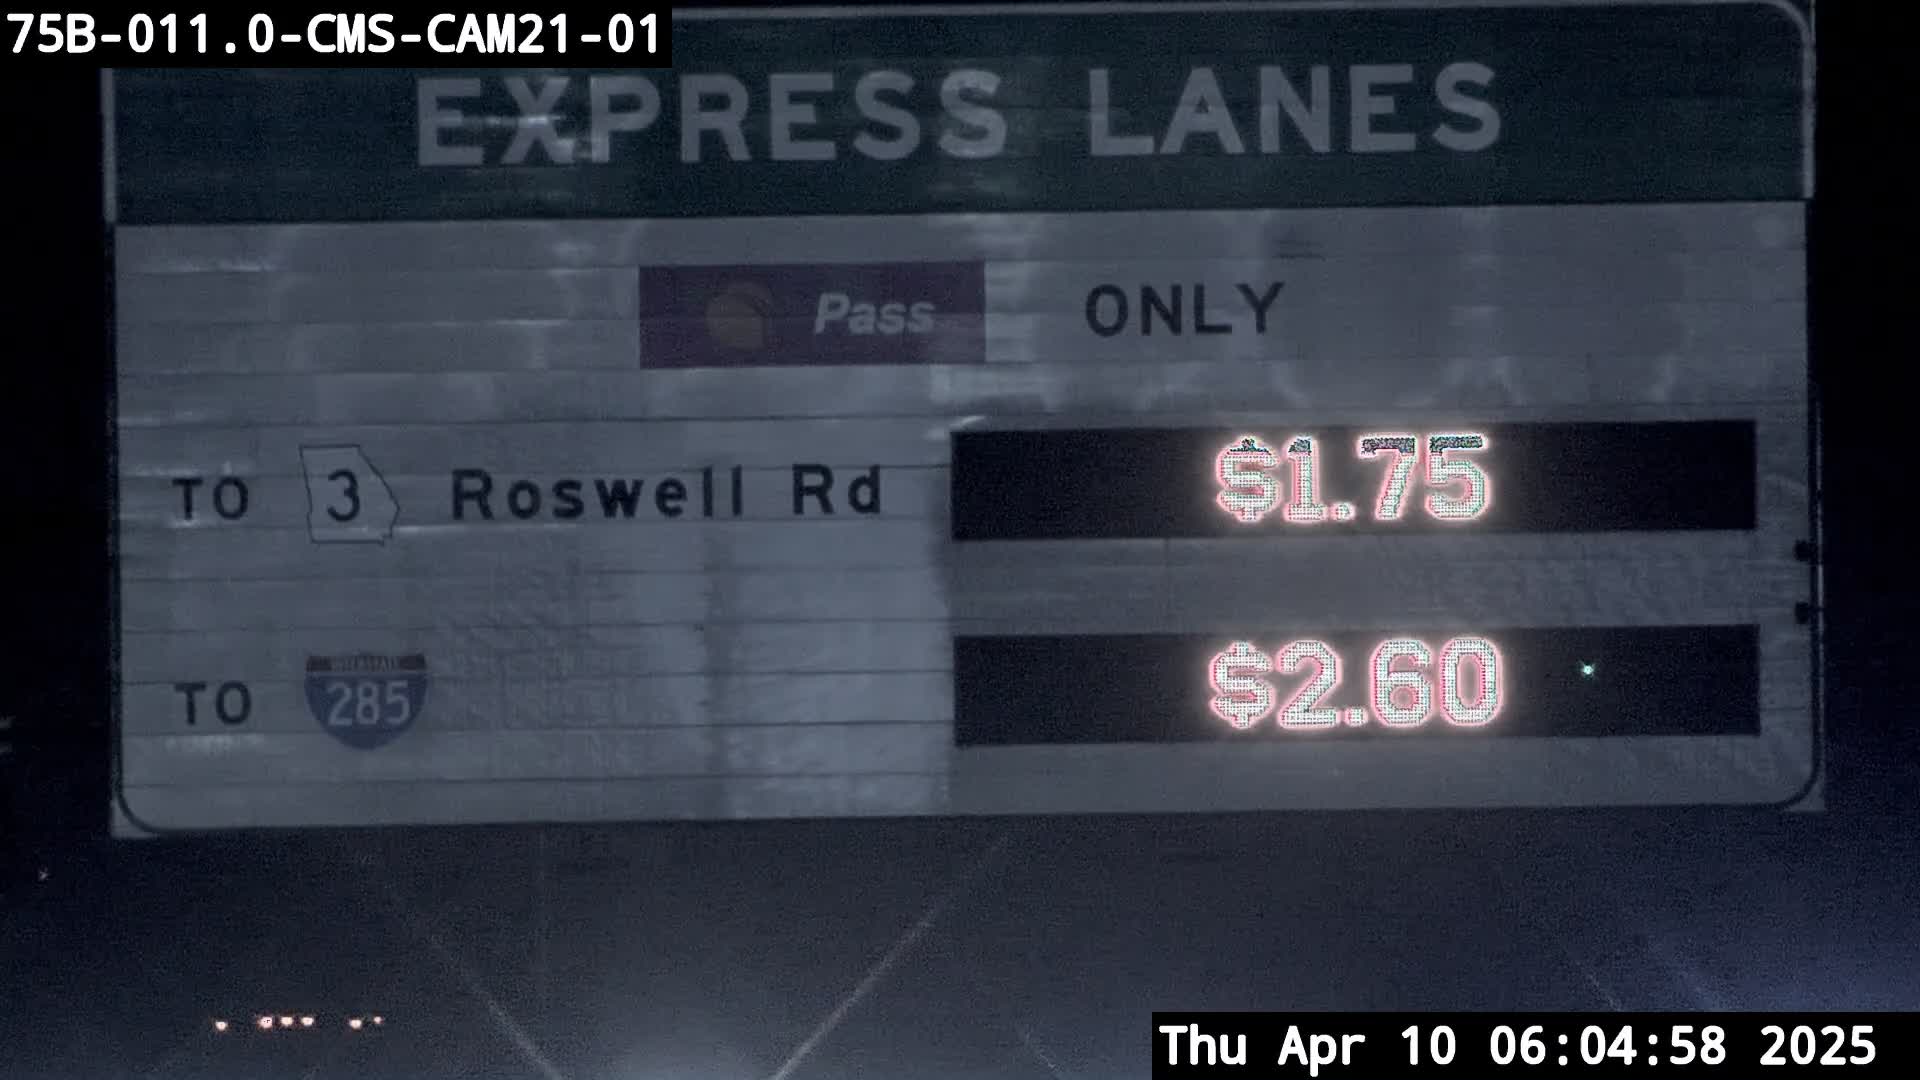 75B-011.0-CMS-CAM21-01
EXPRESS LANES
Pass ONLY
TO 3 Roswell Rd $1.75
INTERSTATE
TO 285 $2.60
Thu Apr 10 06:04:58 2025